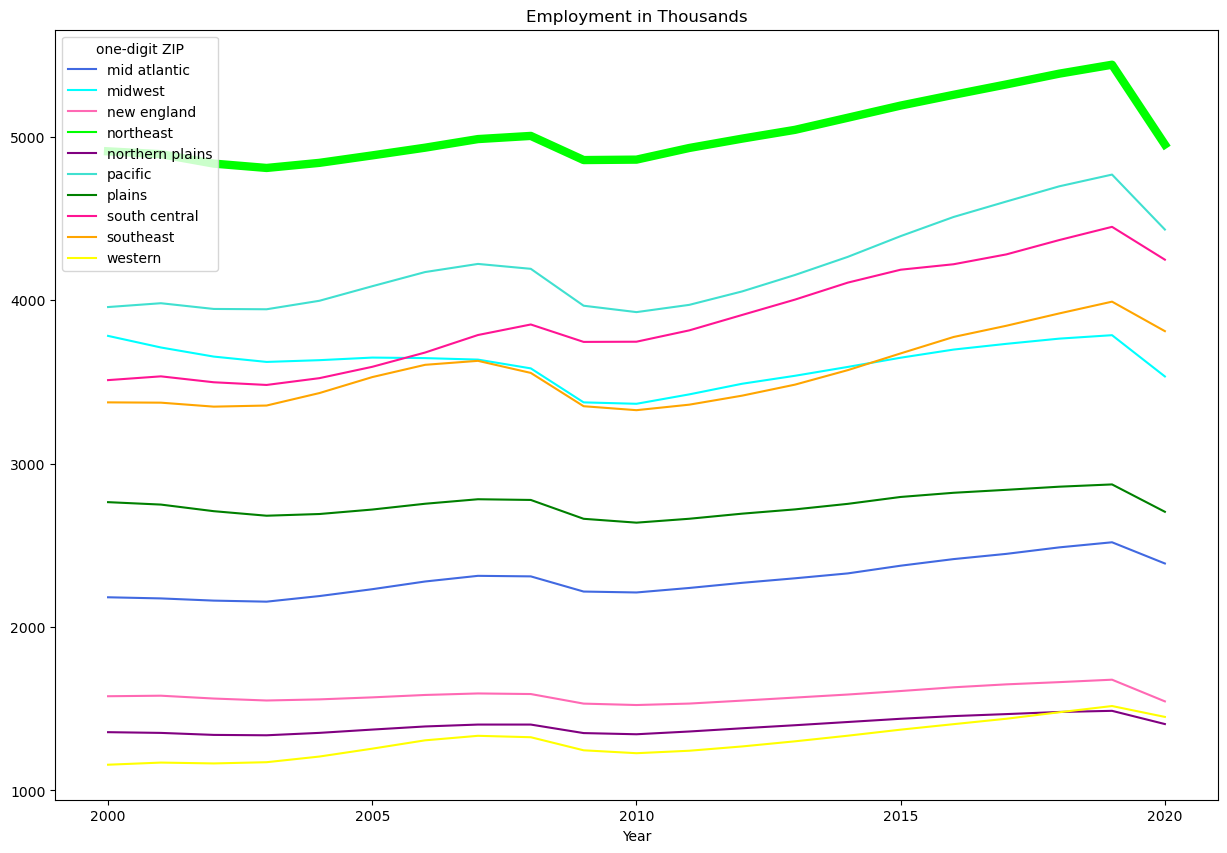 Employment in Thousands
one-digit ZIP
mid atlantic
midwest
new england
northeast
northern plains
pacific
plains
south central
southeast
western
5000
4000
3000
2000
1000
2000 2005 2010 2015 2020
Year